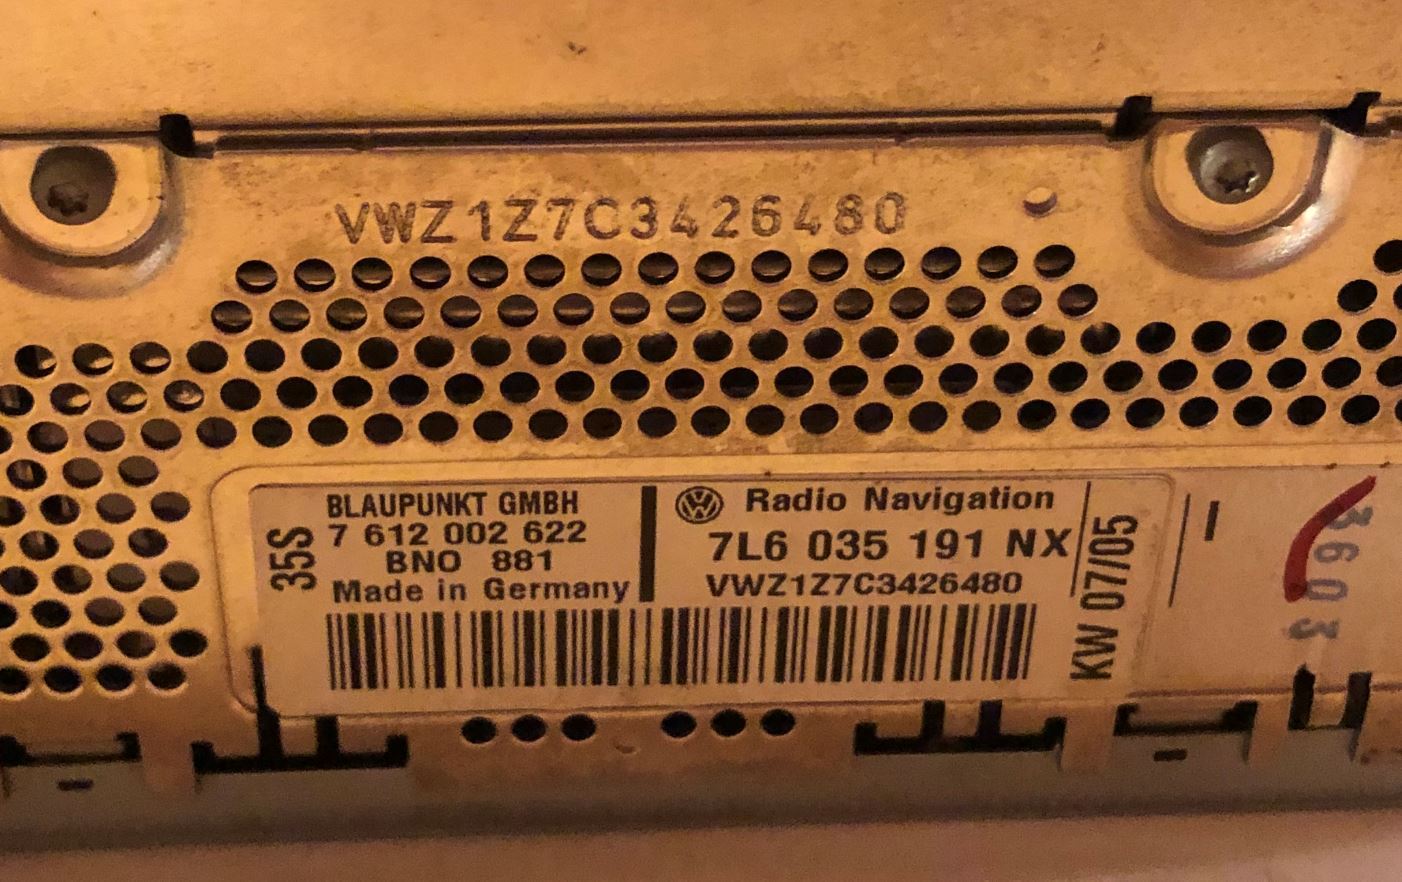 VWZ1Z7C3426480
35S
BLAUPUNKT GMBH
7 612 002 622
BNO 881
Made in Germany
Radio Navigation
7L6 035 191 NX
VWZ1Z7C3426480
KW 07/05
3603